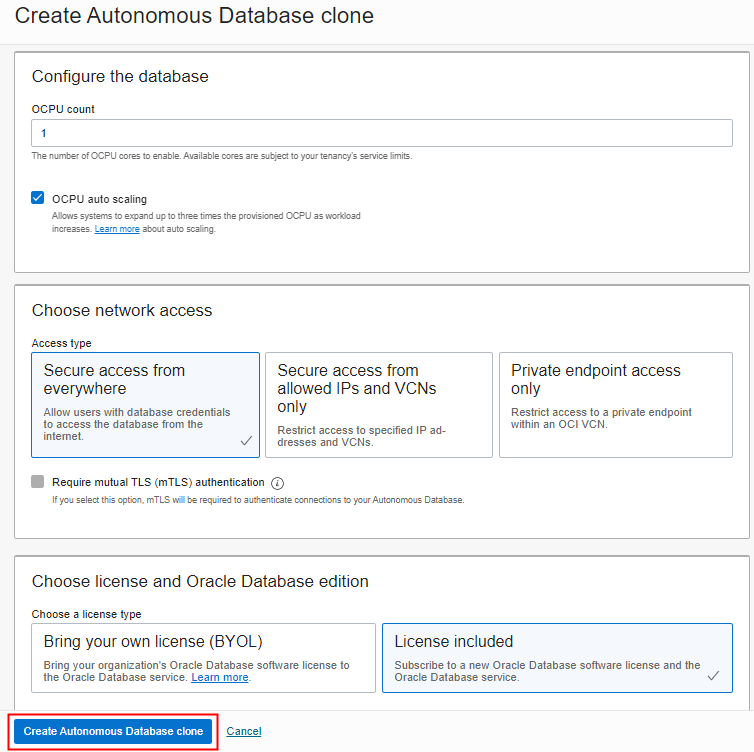 Create Autonomous Database clone
Configure the database
OCPU count
1
The number of OCPU cores to enable. Available cores are subject to your tenancy's service limits.
OCPU auto scaling
Allows systems to expand up to three times the provisioned OCPU as workload
increases. Learn more about auto scaling.
Choose network access
Access type
Secure access from
everywhere
Allow users with database credentials
to access the database from the
internet.
Secure access from
allowed IPs and VCNs
only
Restrict access to specified IP ad-
dresses and VCNs.
Private endpoint access
only
Restrict access to a private endpoint
within an OCI VCN.
Require mutual TLS (mTLS) authentication
If you select this option, mTLS will be required to authenticate connections to your Autonomous Database.
Choose license and Oracle Database edition
Choose a license type
Bring your own license (BYOL)
Bring your organization's Oracle Database software license to
the Oracle Database service. Learn more.
License included
Subscribe to a new Oracle Database software license and the
Oracle Database service.
Create Autonomous Database clone
Cancel